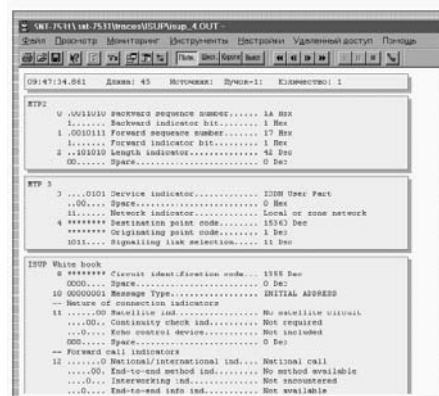 SNT-7531\ snt-7531\traces\ISUP\isup_4.OUT -
Файл Просмотр Мониторинг Инструменты Настройки Удаленный доступ Помощь
09:47:34.861 Длина: 45 Источник: Пучок-1: Количество: 1
MTP2
0 .0011010 Backward sequence number...... 1A Hex
1....... Backward indicator bit........ 1 Hex
1 .0010111 Forward sequence number....... 17 Hex
1....... Forward indicator bit......... 1 Hex
2 ..101010 Length indicator.............. 42 Dec
00...... Spare......................... 0 Dec
MTP 3
3 ....0101 Service indicator............. ISDN User Part
..00.... Spare......................... 0 Hex
11...... Network indicator............. Local or zone network
4 ******** Destination point code........ 15363 Dec
******** Originating point code........ 1 Dec
1011.... Signalling link selection..... 11 Dec
ISUP White book
8 ******** Circuit identification code... 1555 Dec
0000.... Spare......................... 0 Dec
10 00000001 Message Type.................. INITIAL ADDRESS
-- Nature of connection indicators
11 ......00 Satellite ind................. No satellite circuit
....00.. Continuity check ind.......... Not required
...0.... Echo control device........... Not included
000..... Spare......................... 0 Dec
-- Forward call indicators
12 .......0 National/international ind.... National call
.....00. End-to-end method ind......... No method available
....0... Interworking ind.............. Not encountered
...0.... End-to-end info ind........... Not available